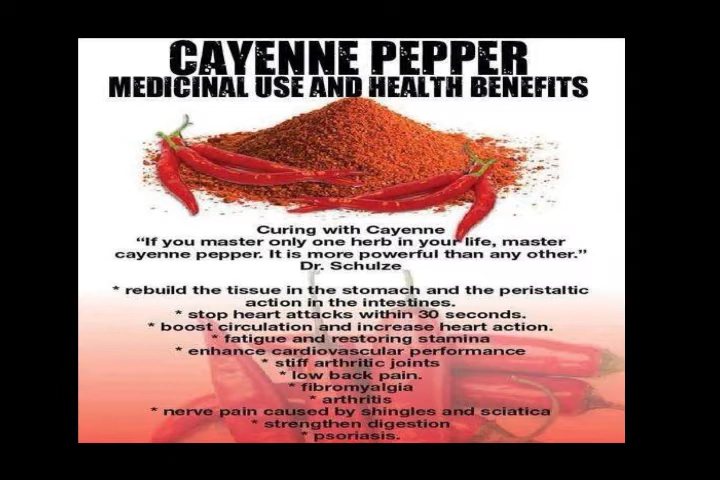 CAYENNE PEPPER
MEDICINAL USE AND HEALTH BENEFITS
Curing with Cayenne
“If you master only one herb in your life, master
cayenne pepper. It is more powerful than any other.”
Dr. Schulze
* rebuild the tissue in the stomach and the peristaltic
action in the intestines.
* stop heart attacks within 30 seconds.
* boost circulation and increase heart action.
* fatigue and restoring stamina
* enhance cardiovascular performance
* stiff arthritic joints
* low back pain.
* fibromyalgia
* arthritis
* nerve pain caused by shingles and sciatica
* strengthen digestion
* psoriasis.